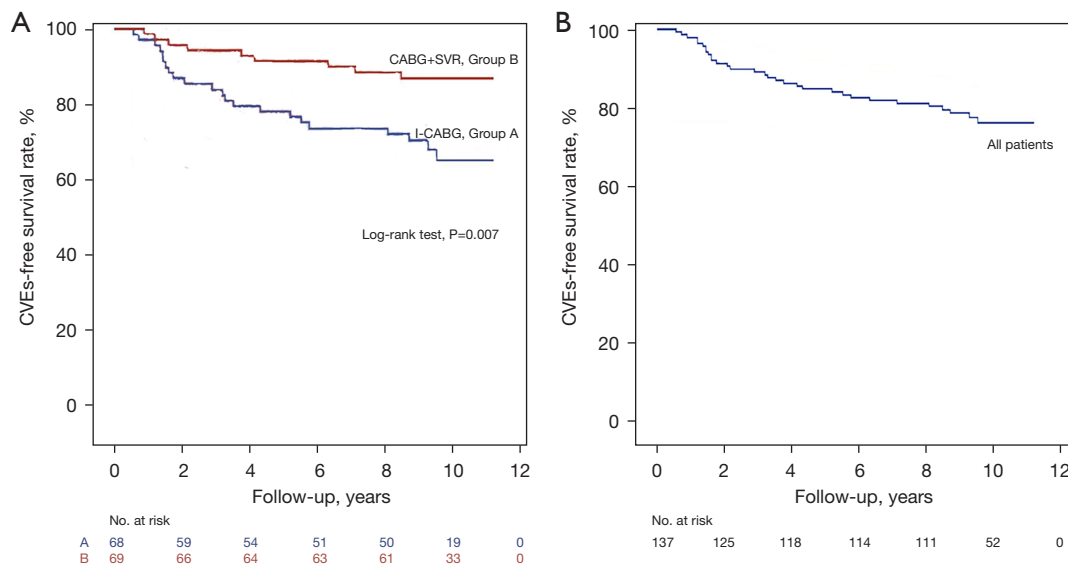 A
CVEs-free survival rate, %
100
80
60
40
20
0
CABG+SVR, Group B
I-CABG, Group A
Log-rank test, P=0.007
0 2 4 6 8 10 12
Follow-up, years
No. at risk
A 68 59 54 51 50 19 0
B 69 66 64 63 61 33 0
B
CVEs-free survival rate, %
100
80
60
40
20
0
All patients
0 2 4 6 8 10 12
Follow-up, years
No. at risk
137 125 118 114 111 52 0